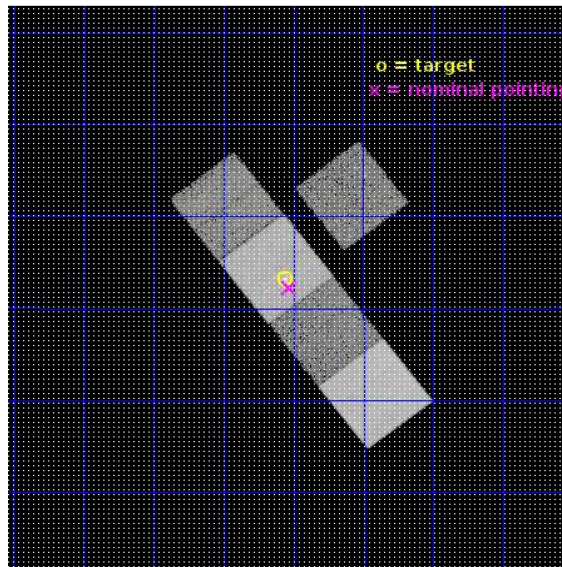 o = target
x = nominal pointing